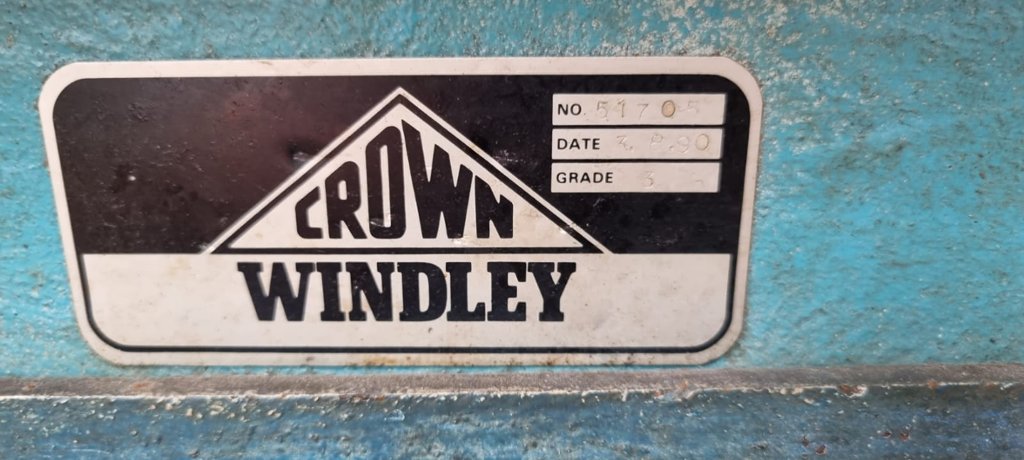 CROWN
WINDLEY
NO. 51705
DATE 3.8.90
GRADE 3